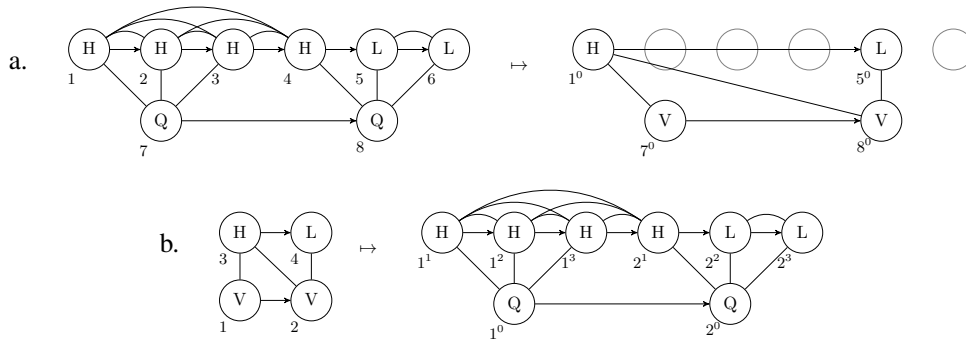 H H H H L L
a.
1 2 3 4 5 6
Q Q
7 8
↦
H L
1⁰ 5⁰
V V
7⁰ 8⁰
b.
H L
3 4
V V
1 2
↦
H H H H L L
1¹ 1² 1³ 2¹ 2² 2³
Q Q
1⁰ 2⁰